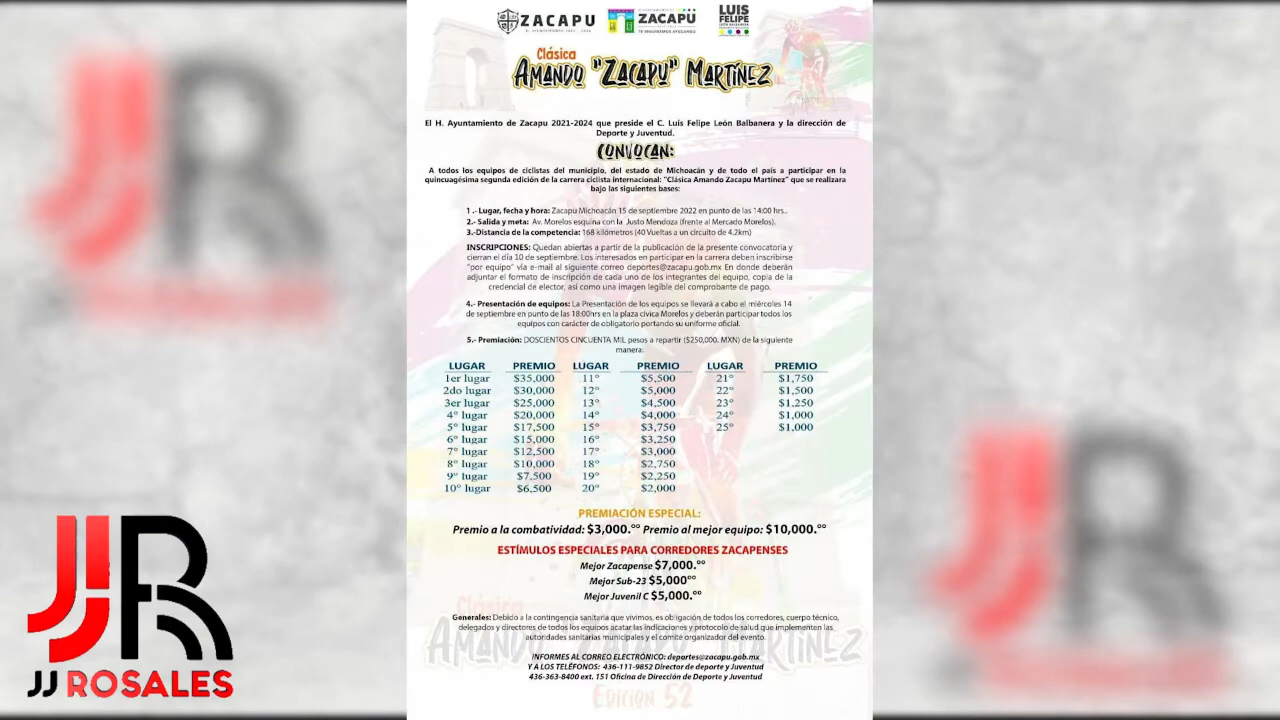 ZACAPU
H. AYUNTAMIENTO 2021 - 2024
ZACAPU
TE SEGUIREMOS AYUDANDO
LUIS
FELIPE
LEÓN BALBANERA
Clásica
AMANDO "ZACAPU" MARTÍNEZ
El H. Ayuntamiento de Zacapu 2021-2024 que preside el C. Luis Felipe León Balbanera y la dirección de
Deporte y Juventud.
CONVOCAN:
A todos los equipos de ciclistas del municipio, del estado de Michoacán y de todo el país a participar en la
quincuagésima segunda edición de la carrera ciclista internacional: "Clásica Amando Zacapu Martínez" que se realizara
bajo las siguientes bases:
1 .- Lugar, fecha y hora: Zacapu Michoacán 15 de septiembre 2022 en punto de las 14:00 hrs..
2.- Salida y meta: Av. Morelos esquina con la Justo Mendoza (frente al Mercado Morelos).
3.-Distancia de la competencia: 168 kilómetros (40 Vueltas a un circuito de 4.2km)
INSCRIPCIONES: Quedan abiertas a partir de la publicación de la presente convocatoria y
cierran el día 10 de septiembre. Los interesados en participar en la carrera deben inscribirse
"por equipo" vía e-mail al siguiente correo deportes@zacapu.gob.mx En donde deberán
adjuntar el formato de inscripción de cada uno de los integrantes del equipo, copia de la
credencial de elector, así como una imagen legible del comprobante de pago.
4.- Presentación de equipos: La Presentación de los equipos se llevará a cabo el miércoles 14
de septiembre en punto de las 18:00hrs en la plaza cívica Morelos y deberán participar todos los
equipos con carácter de obligatorio portando su uniforme oficial.
5.- Premiación: DOSCIENTOS CINCUENTA MIL pesos a repartir ($250,000. MXN) de la siguiente
manera:
LUGAR PREMIO LUGAR PREMIO LUGAR PREMIO
1er lugar $35,000 11° $5,500 21° $1,750
2do lugar $30,000 12° $5,000 22° $1,500
3er lugar $25,000 13° $4,500 23° $1,250
4° lugar $20,000 14° $4,000 24° $1,000
5° lugar $17,500 15° $3,750 25° $1,000
6° lugar $15,000 16° $3,250
7° lugar $12,500 17° $3,000
8° lugar $10,000 18° $2,750
9° lugar $7,500 19° $2,250
10° lugar $6,500 20° $2,000
PREMIACIÓN ESPECIAL:
Premio a la combatividad: $3,000.°° Premio al mejor equipo: $10,000.°°
ESTÍMULOS ESPECIALES PARA CORREDORES ZACAPENSES
Mejor Zacapense $7,000.°°
Mejor Sub-23 $5,000°°
Mejor Juvenil C $5,000.°°
Generales: Debido a la contingencia sanitaria que vivimos, es obligación de todos los corredores, cuerpo técnico,
delegados y directores de todos los equipos acatar las indicaciones y protocolo de salud que implementen las
autoridades sanitarias municipales y el comité organizador del evento.
Clásica
AMANDO "ZACAPU" MARTÍNEZ
INFORMES AL CORREO ELECTRÓNICO: deportes@zacapu.gob.mx
Y A LOS TELÉFONOS: 436-111-9852 Director de deporte y Juventud
436-363-8400 ext. 151 Oficina de Dirección de Deporte y Juventud
EDICIÓN 52
JJR
JJ ROSALES